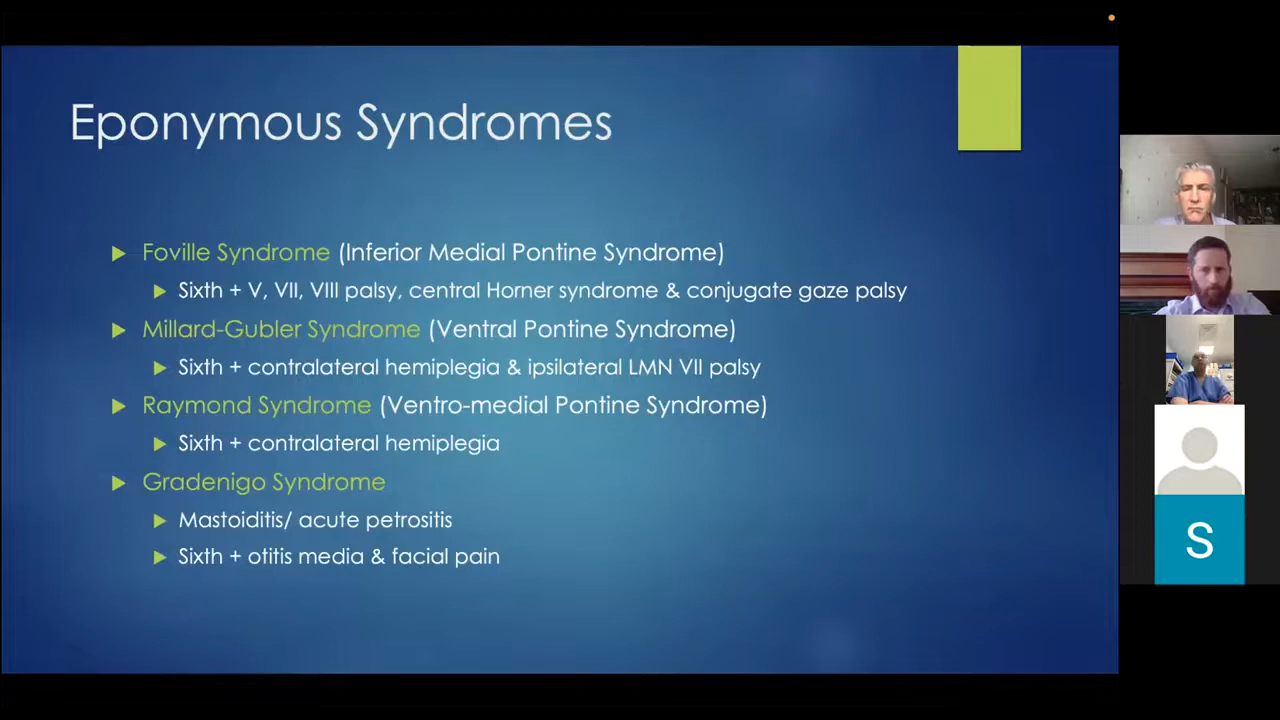 Eponymous Syndromes
Foville Syndrome (Inferior Medial Pontine Syndrome)
Sixth + V, VII, VIII palsy, central Horner syndrome & conjugate gaze palsy
Millard-Gubler Syndrome (Ventral Pontine Syndrome)
Sixth + contralateral hemiplegia & ipsilateral LMN VII palsy
Raymond Syndrome (Ventro-medial Pontine Syndrome)
Sixth + contralateral hemiplegia
Gradenigo Syndrome
Mastoiditis/ acute petrositis
Sixth + otitis media & facial pain
S